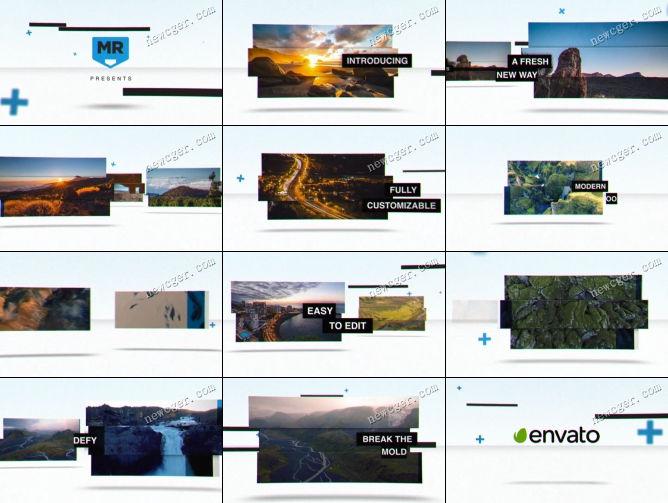 newcger.com
MR
PRESENTS
newcger.com
INTRODUCING
newcger.com
A FRESH
NEW WAY
newcger.com
newcger.com
FULLY
CUSTOMIZABLE
newcger.com
MODERN
OO
newcger.com
newcger.com
EASY
TO EDIT
newcger.com
newcger.com
DEFY
newcger.com
BREAK THE
MOLD
newcger.com
envato